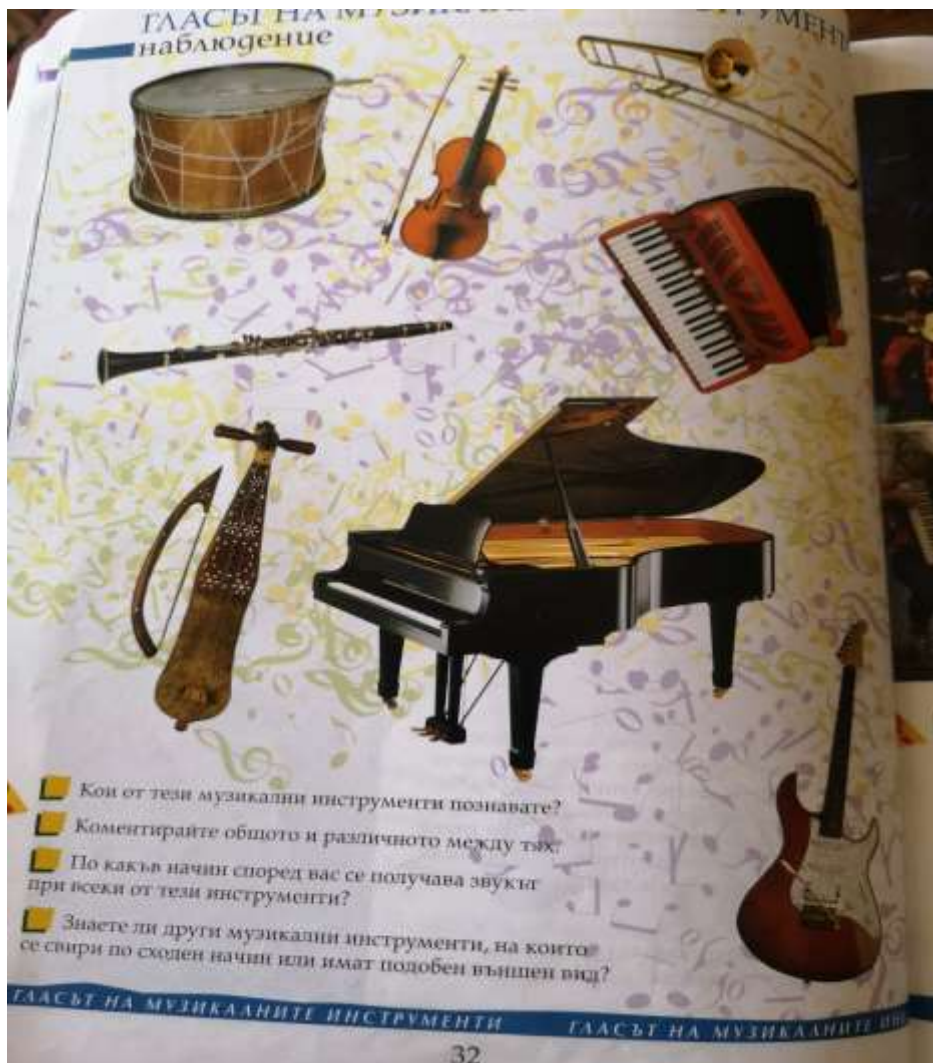 ГЛАСЪТ НА
наблюдение
Кои от тези музикални инструменти познавате?
Коментирайте общото и различното между тях.
По какъв начин според вас се получава звукът
при всеки от тези инструменти?
Знаете ли други музикални инструменти, на които
се свири по сходен начин или имат подобен външен вид?
ГЛАСЪТ НА МУЗИКАЛНИТЕ ИНСТРУМЕНТИ
ГЛАСЪТ НА МУЗИКАЛНИТЕ
32